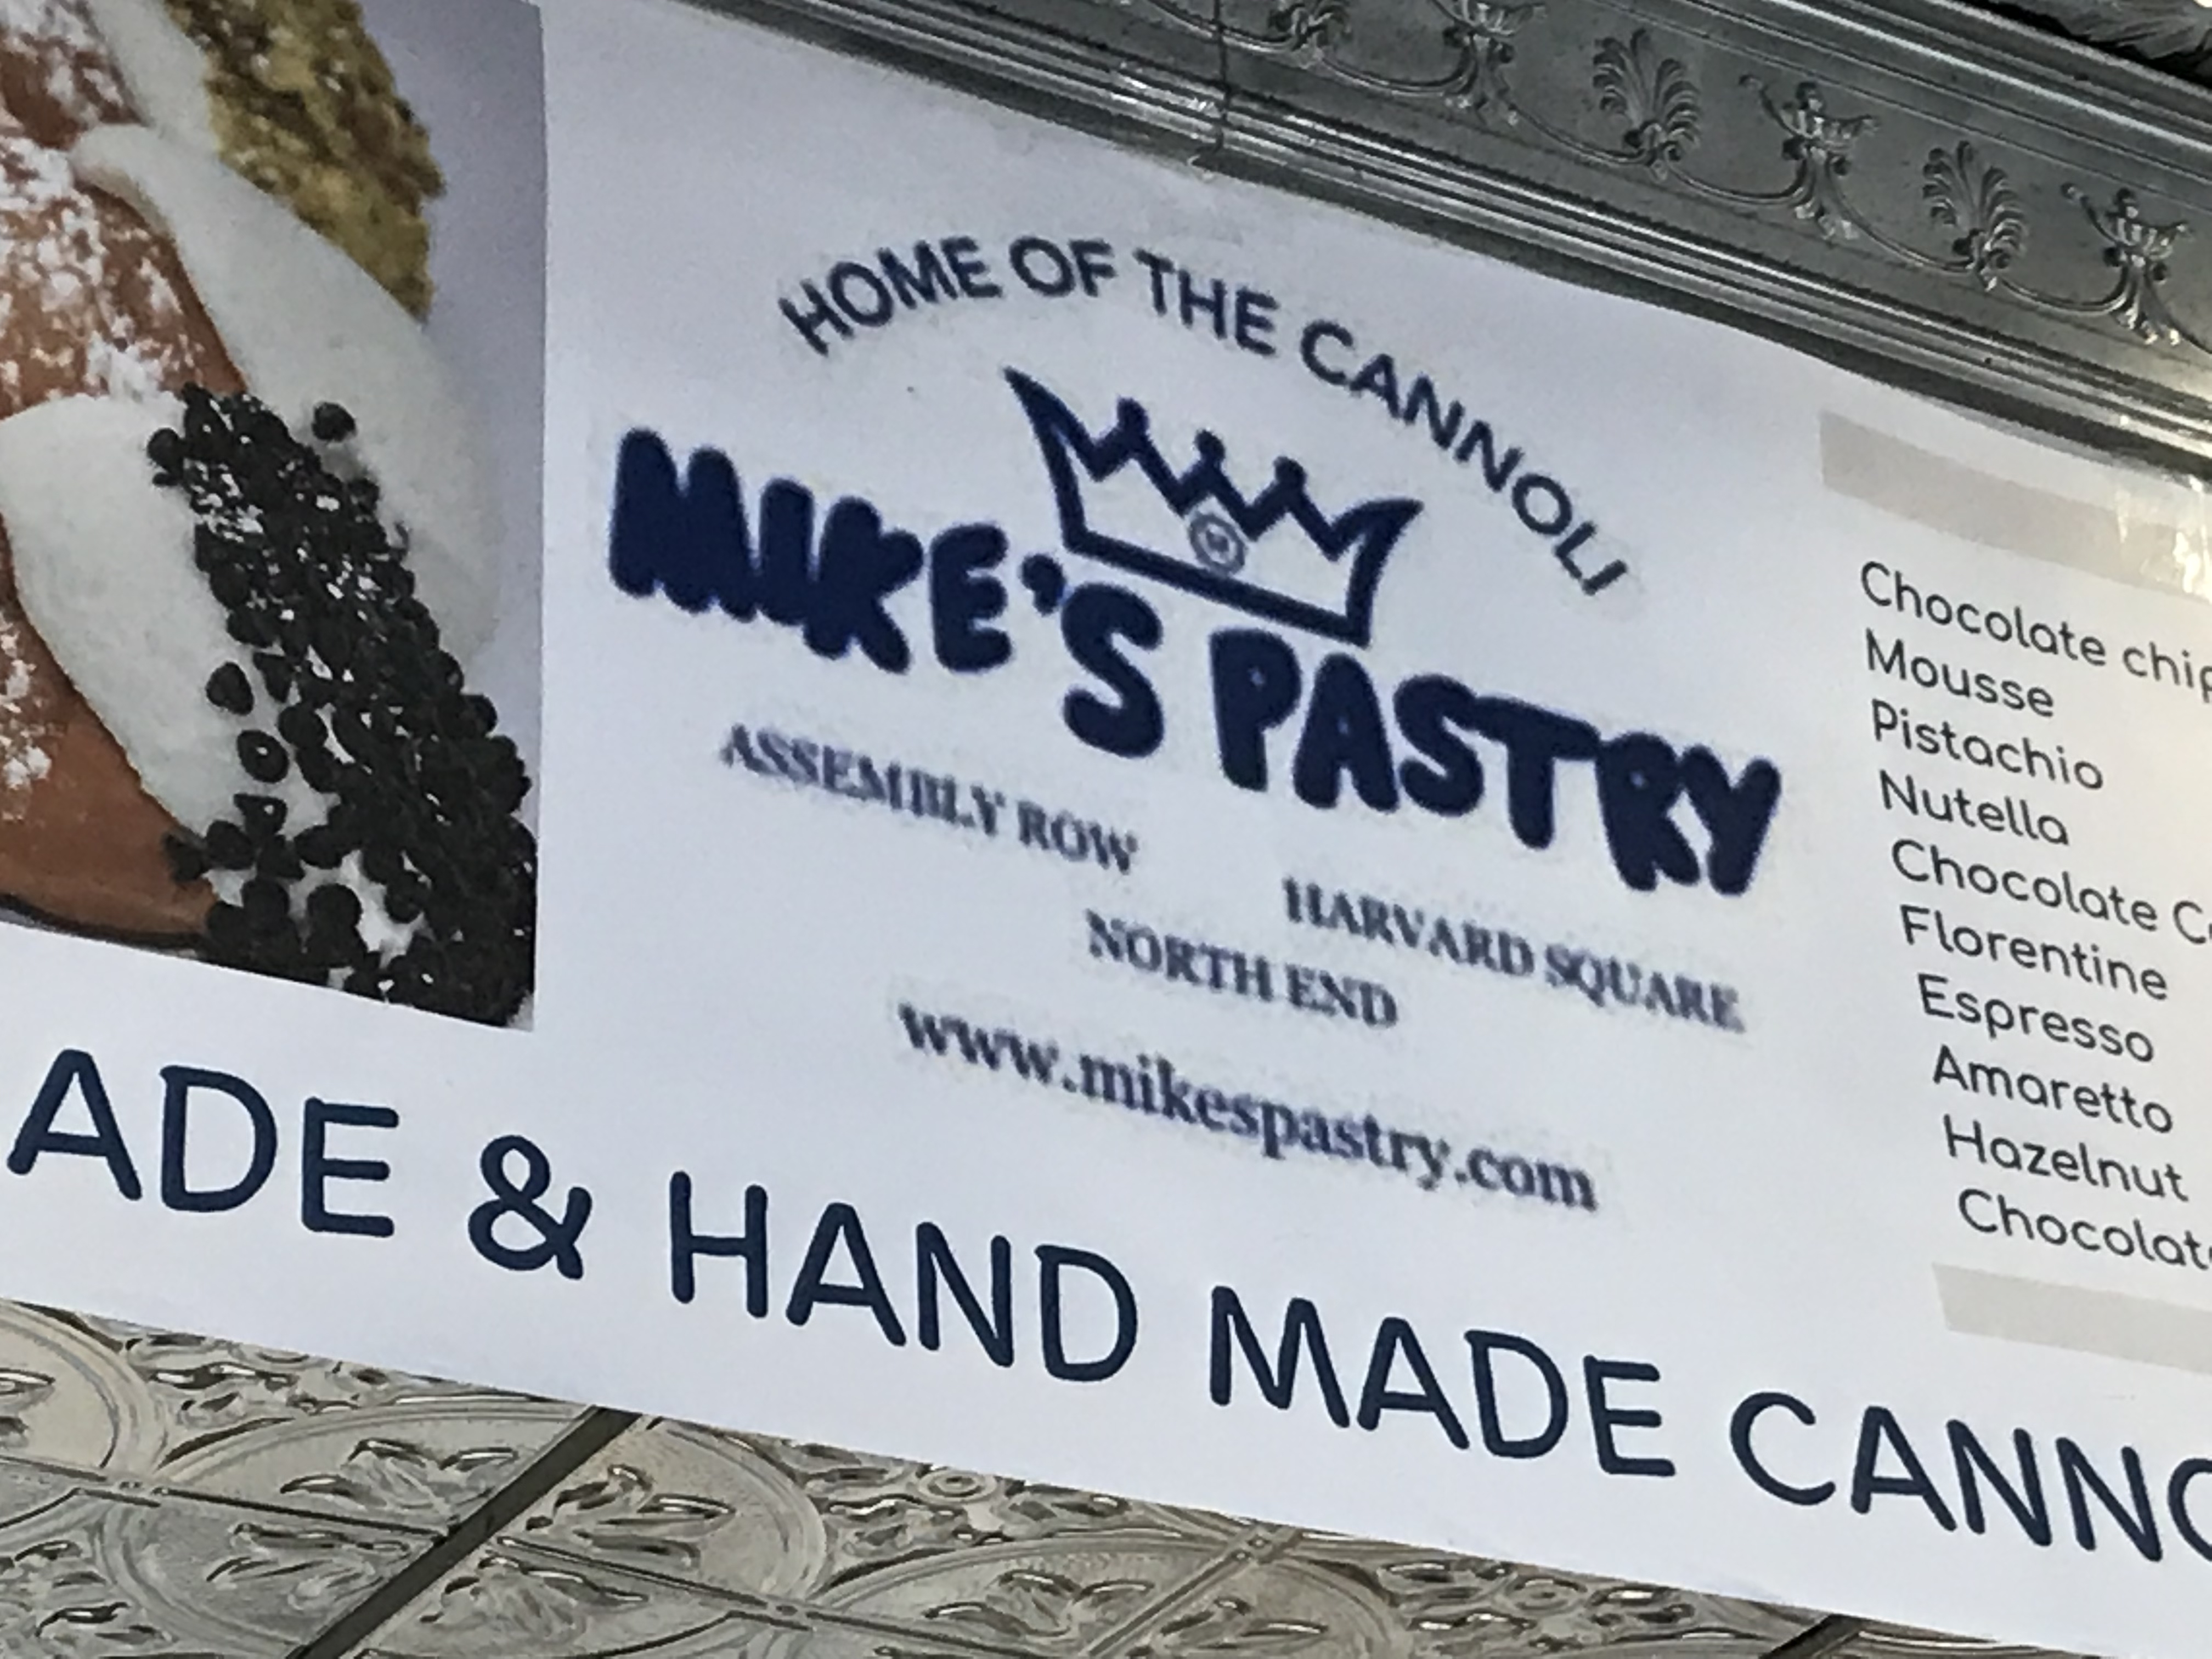 HOME OF THE CANNOLI
MIKE'S PASTRY
ASSEMBLY ROW
HARVARD SQUARE
NORTH END
www.mikespastry.com
Chocolate chip
Mousse
Pistachio
Nutella
Chocolate
Florentine
Espresso
Amaretto
Hazelnut
ADE & HAND MADE